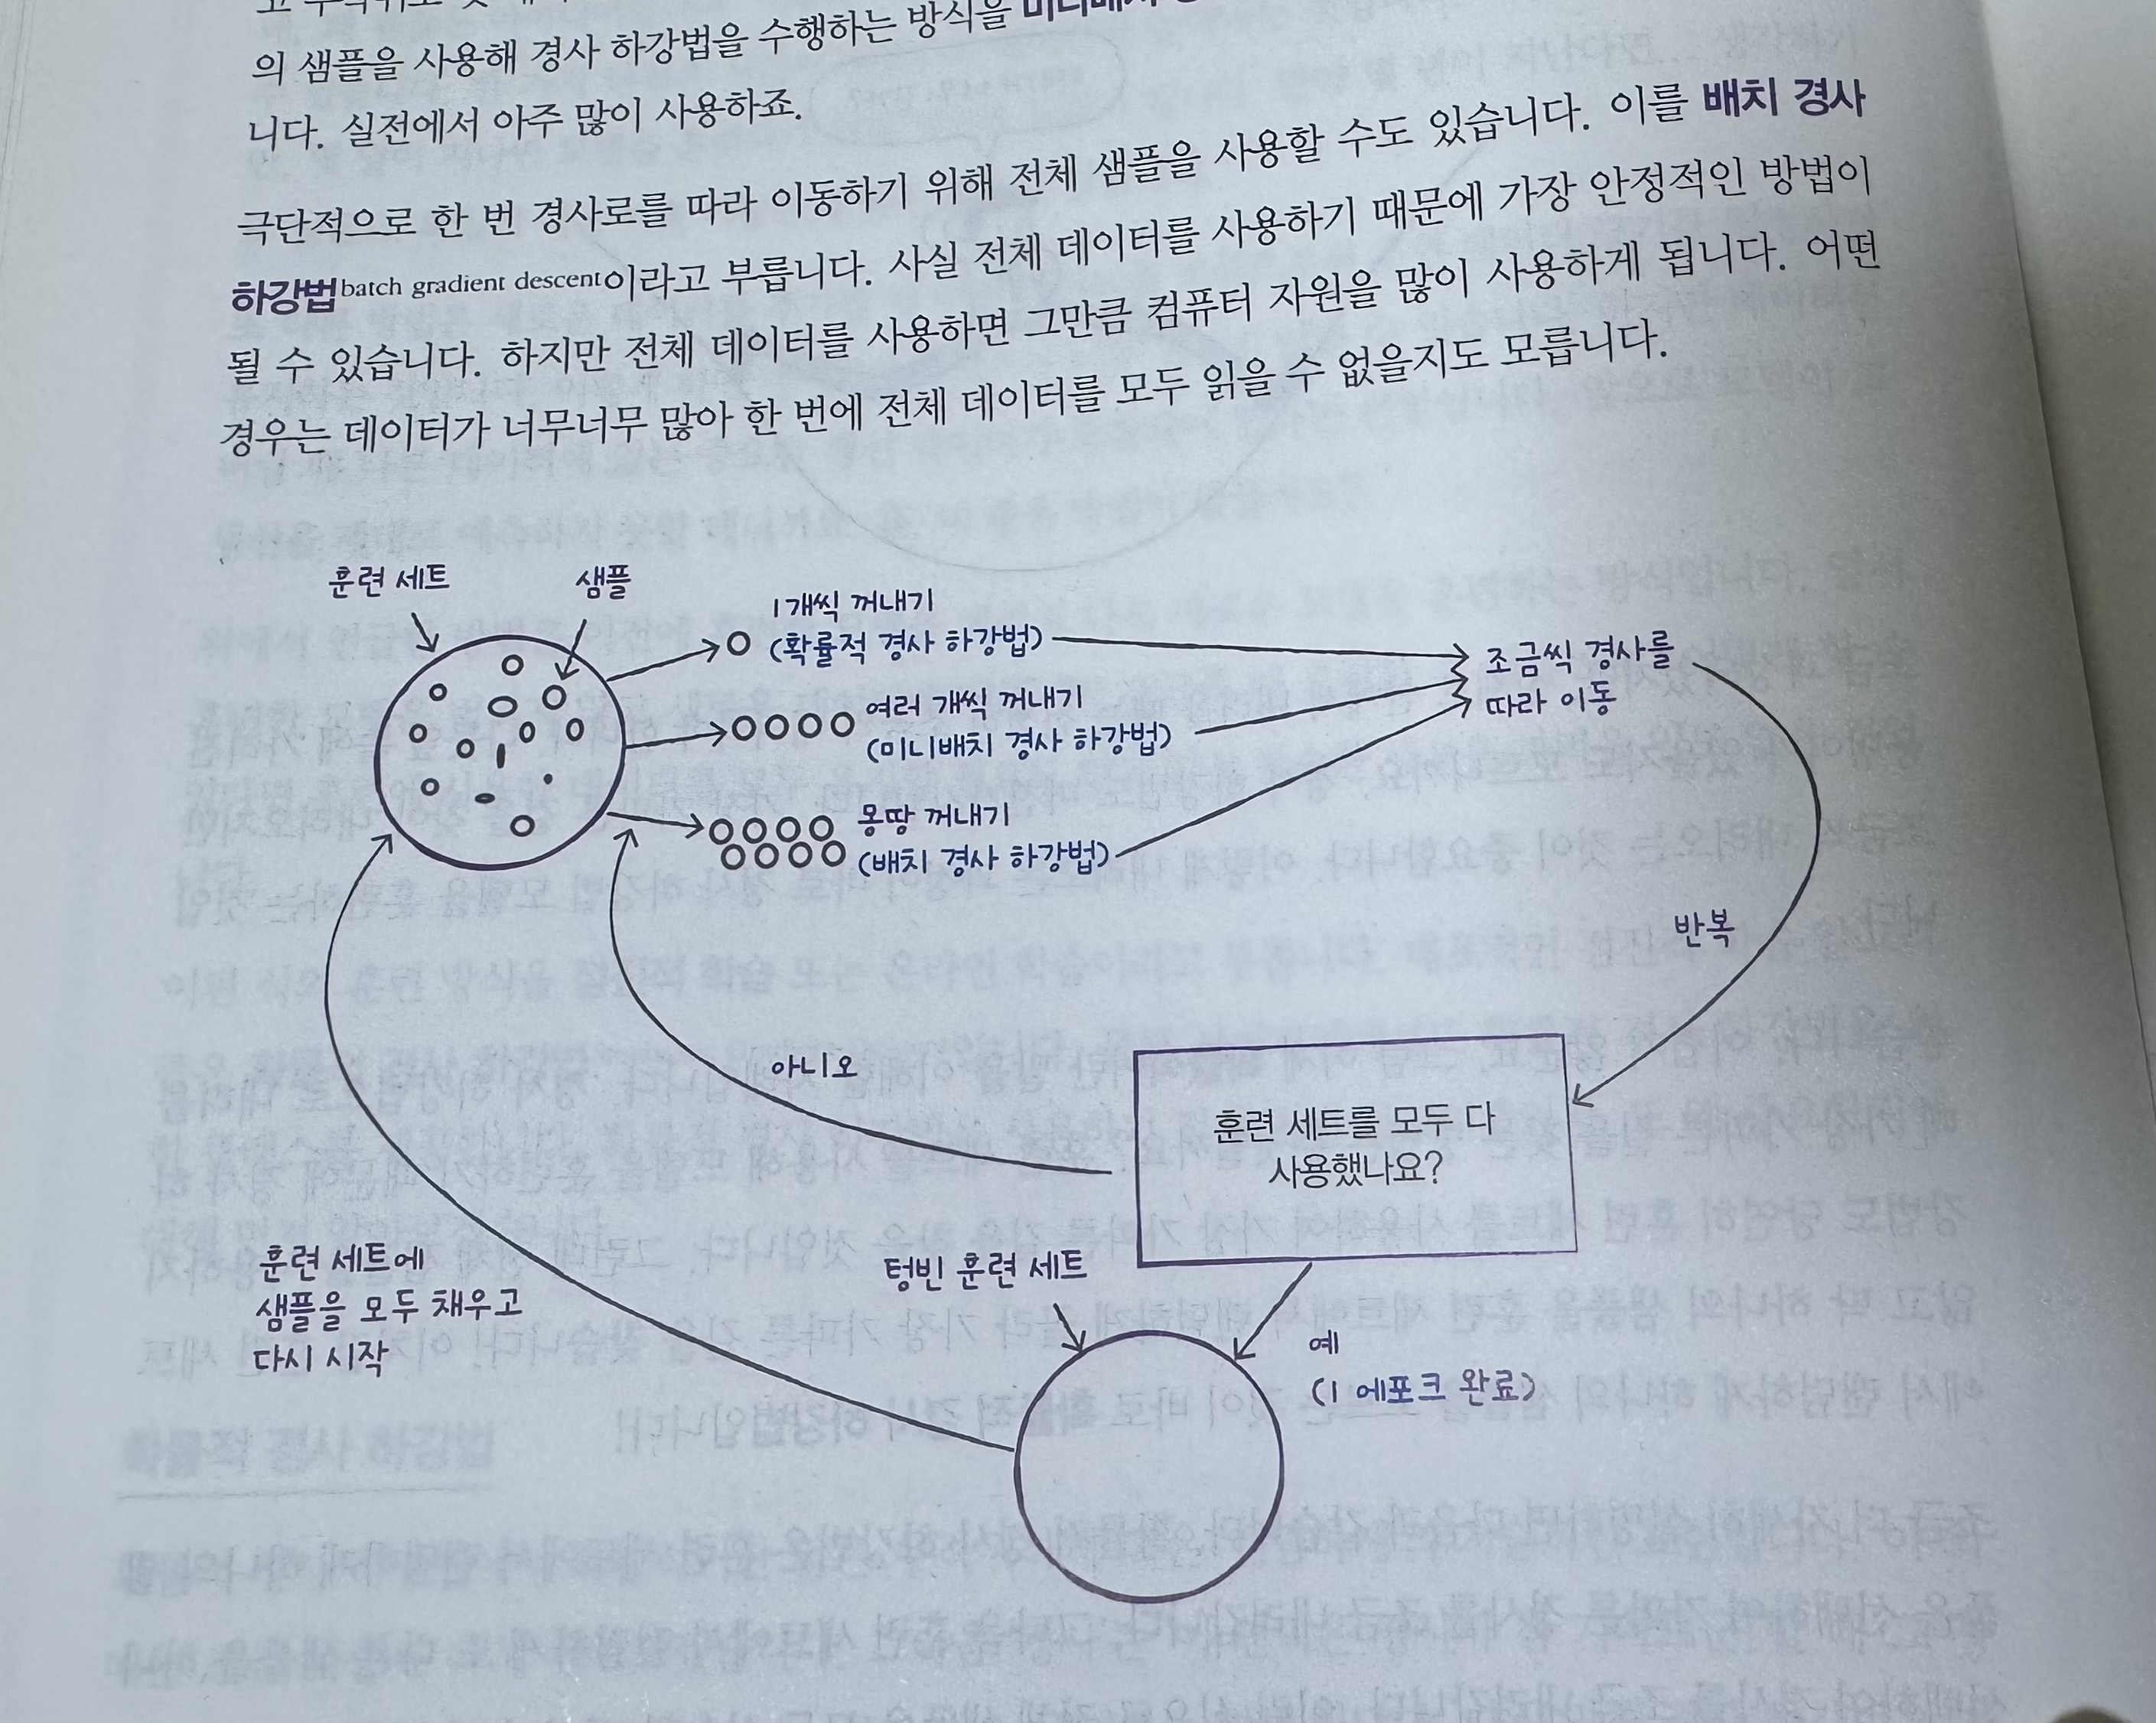 의 샘플을 사용해 경사 하강법을 수행하는 방식을
니다. 실전에서 아주 많이 사용하죠.
극단적으로 한 번 경사로를 따라 이동하기 위해 전체 샘플을 사용할 수도 있습니다. 이를 배치 경사
하강법batch gradient descent이라고 부릅니다. 사실 전체 데이터를 사용하기 때문에 가장 안정적인 방법이
될 수 있습니다. 하지만 전체 데이터를 사용하면 그만큼 컴퓨터 자원을 많이 사용하게 됩니다. 어떤
경우는 데이터가 너무너무 많아 한 번에 전체 데이터를 모두 읽을 수 없을지도 모릅니다.
훈련 세트
샘플
1개씩 꺼내기
(확률적 경사 하강법)
여러 개씩 꺼내기
(미니배치 경사 하강법)
몽땅 꺼내기
(배치 경사 하강법)
조금씩 경사를
따라 이동
반복
아니오
훈련 세트를 모두 다
사용했나요?
훈련 세트에
샘플을 모두 채우고
다시 시작
텅빈 훈련 세트
예
(1 에포크 완료)